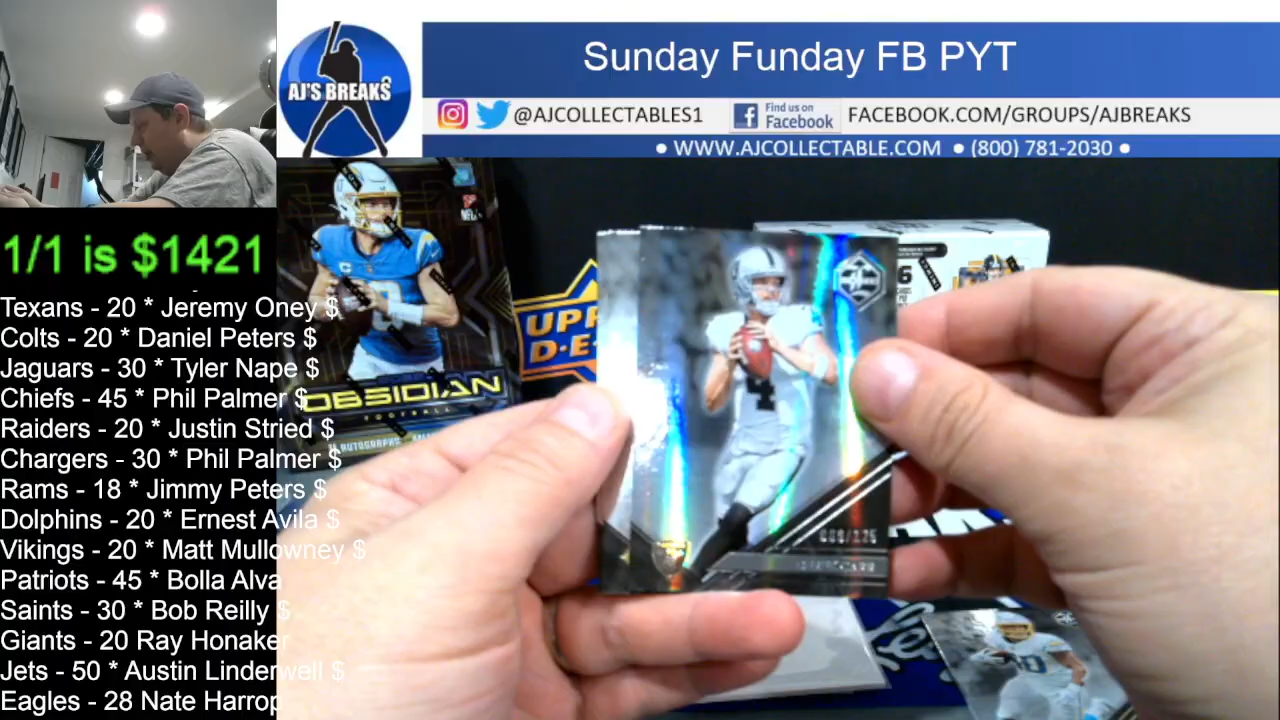 Sunday Funday FB PYT
AJ'S BREAKS
@AJCOLLECTABLES1
Find us on
Facebook
FACEBOOK.COM/GROUPS/AJBREAKS
• WWW.AJCOLLECTABLE.COM • (800) 781-2030 •
1/1 is $1421
Texans - 20 * Jeremy Oney $
Colts - 20 * Daniel Peters $
Jaguars - 30 * Tyler Nape $
Chiefs - 45 * Phil Palmer $
Raiders - 20 * Justin Stried $
Chargers - 30 * Phil Palmer $
Rams - 18 * Jimmy Peters $
Dolphins - 20 * Ernest Avila $
Vikings - 20 * Matt Mullowney $
Patriots - 45 * Bolla Alva
Saints - 30 * Bob Reilly $
Giants - 20 Ray Honaker
Jets - 50 * Austin Linderwell $
Eagles - 28 Nate Harrop
OBSIDIAN
FOOTBALL
UPP
D·E
4